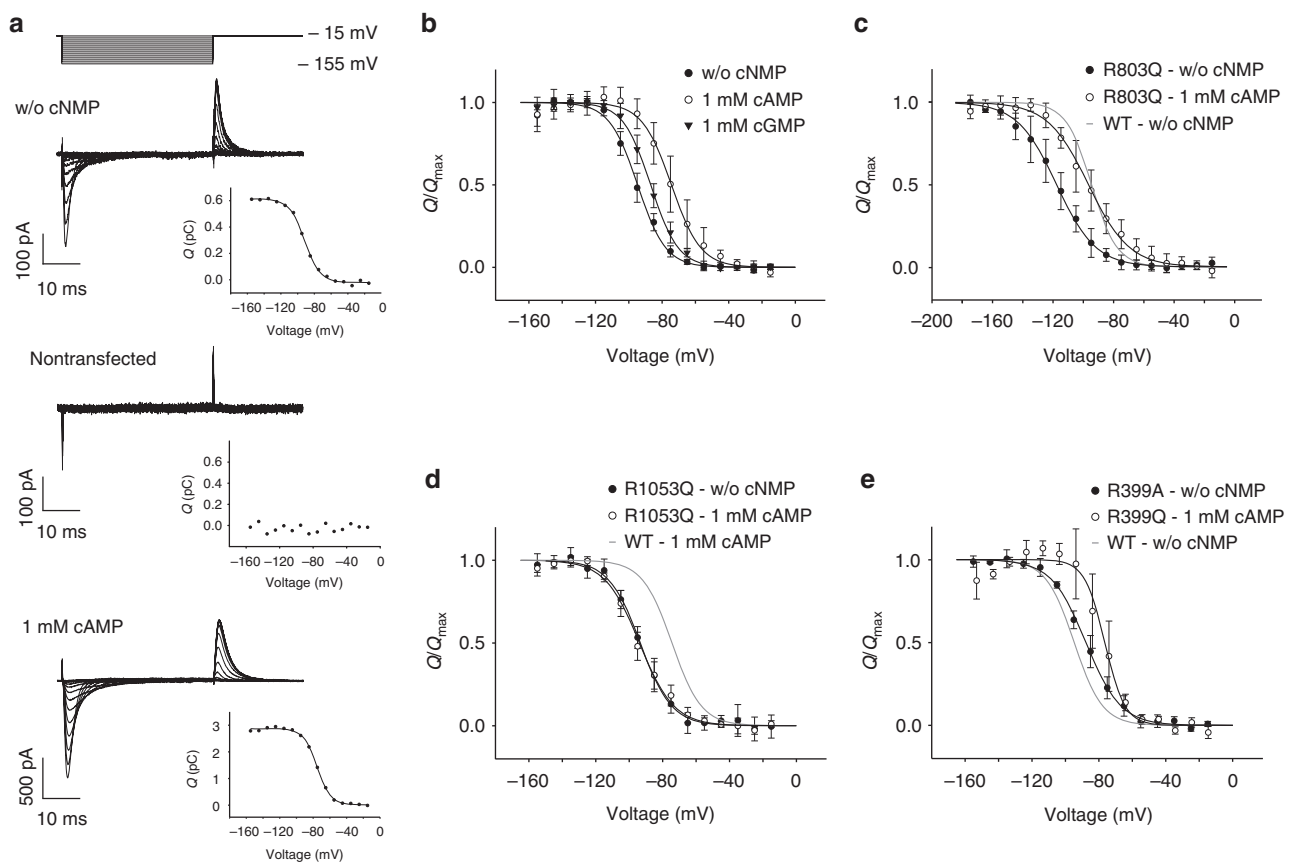 a
– 15 mV
– 155 mV
w/o cNMP
100 pA
10 ms
Q (pC)
0.6
0.4
0.2
0.0
–160 –120 –80 –40 0
Voltage (mV)
Nontransfected
100 pA
10 ms
Q (pC)
0.6
0.4
0.2
0.0
–160 –120 –80 –40 0
Voltage (mV)
1 mM cAMP
500 pA
10 ms
Q (pC)
3
2
1
0
–160 –120 –80 –40 0
Voltage (mV)
b
w/o cNMP
1 mM cAMP
1 mM cGMP
Q/Qmax
1.0
0.5
0.0
–160 –120 –80 –40 0
Voltage (mV)
c
R803Q - w/o cNMP
R803Q - 1 mM cAMP
WT - w/o cNMP
Q/Qmax
1.0
0.5
0.0
–200 –160 –120 –80 –40 0
Voltage (mV)
d
R1053Q - w/o cNMP
R1053Q - 1 mM cAMP
WT - 1 mM cAMP
Q/Qmax
1.0
0.5
0.0
–160 –120 –80 –40 0
Voltage (mV)
e
R399A - w/o cNMP
R399Q - 1 mM cAMP
WT - w/o cNMP
Q/Qmax
1.0
0.5
0.0
–160 –120 –80 –40 0
Voltage (mV)